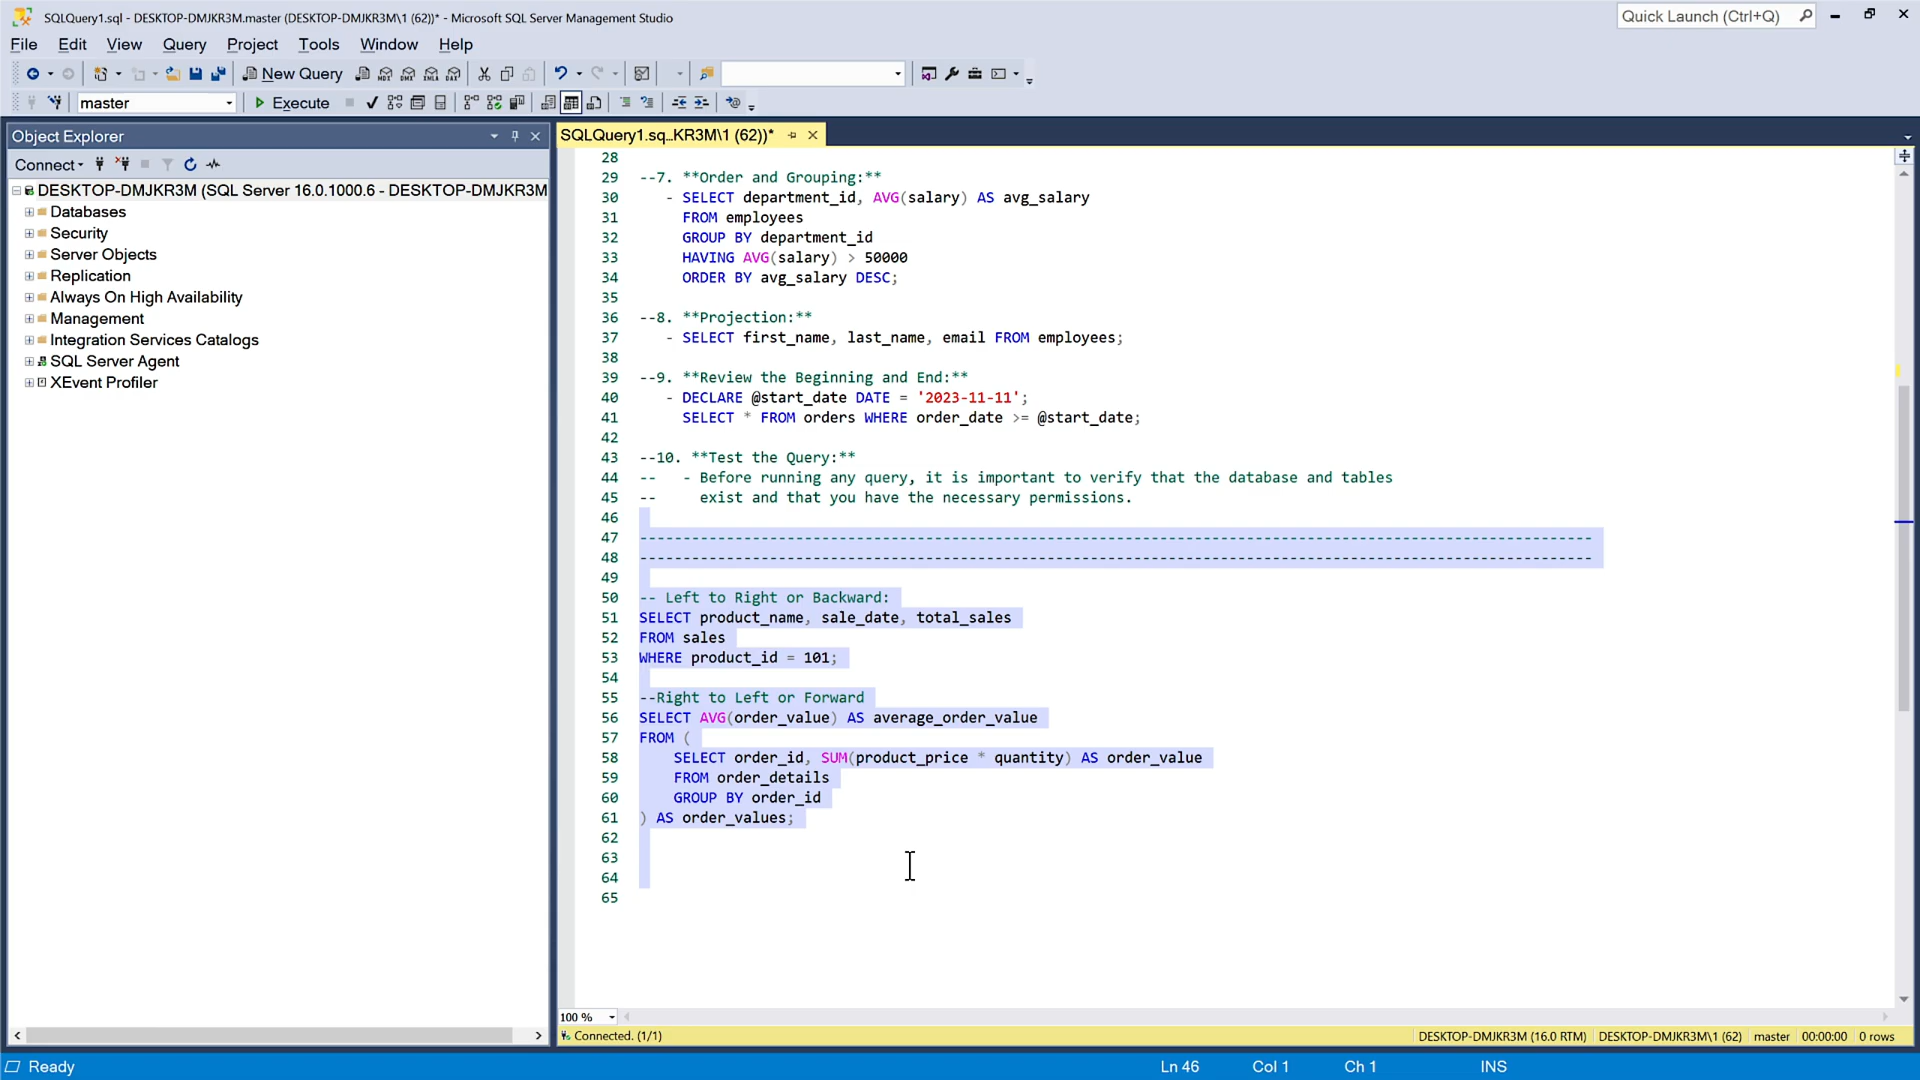 SQLQuery1.sql - DESKTOP-DMJKR3M.master (DESKTOP-DMJKR3M\1 (62))* - Microsoft SQL Server Management Studio
Quick Launch (Ctrl+Q)
File Edit View Query Project Tools Window Help
New Query
master Execute
Object Explorer
Connect
DESKTOP-DMJKR3M (SQL Server 16.0.1000.6 - DESKTOP-DMJKR3M
Databases
Security
Server Objects
Replication
Always On High Availability
Management
Integration Services Catalogs
SQL Server Agent
XEvent Profiler
SQLQuery1.sq...KR3M\1 (62))*
28
29 --7. **Order and Grouping:**
30 - SELECT department_id, AVG(salary) AS avg_salary
31 FROM employees
32 GROUP BY department_id
33 HAVING AVG(salary) > 50000
34 ORDER BY avg_salary DESC;
35
36 --8. **Projection:**
37 - SELECT first_name, last_name, email FROM employees;
38
39 --9. **Review the Beginning and End:**
40 - DECLARE @start_date DATE = '2023-11-11';
41 SELECT * FROM orders WHERE order_date >= @start_date;
42
43 --10. **Test the Query:**
44 -- - Before running any query, it is important to verify that the database and tables
45 -- exist and that you have the necessary permissions.
46
47 --------------------------------------------------------------------------------------------------------------
48 --------------------------------------------------------------------------------------------------------------
49
50 -- Left to Right or Backward:
51 SELECT product_name, sale_date, total_sales
52 FROM sales
53 WHERE product_id = 101;
54
55 --Right to Left or Forward
56 SELECT AVG(order_value) AS average_order_value
57 FROM (
58 SELECT order_id, SUM(product_price * quantity) AS order_value
59 FROM order_details
60 GROUP BY order_id
61 ) AS order_values;
62
63
64
65
100 %
Connected. (1/1) DESKTOP-DMJKR3M (16.0 RTM) DESKTOP-DMJKR3M\1 (62) master 00:00:00 0 rows
Ready Ln 46 Col 1 Ch 1 INS